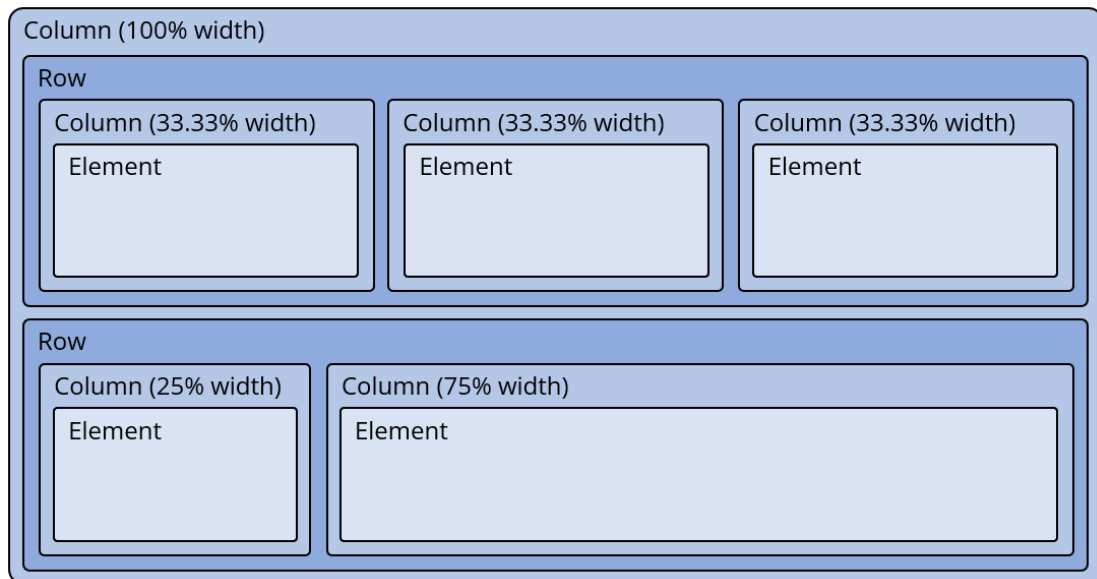 Column (100% width)
Row
Column (33.33% width)
Element
Column (33.33% width)
Element
Column (33.33% width)
Element
Row
Column (25% width)
Element
Column (75% width)
Element